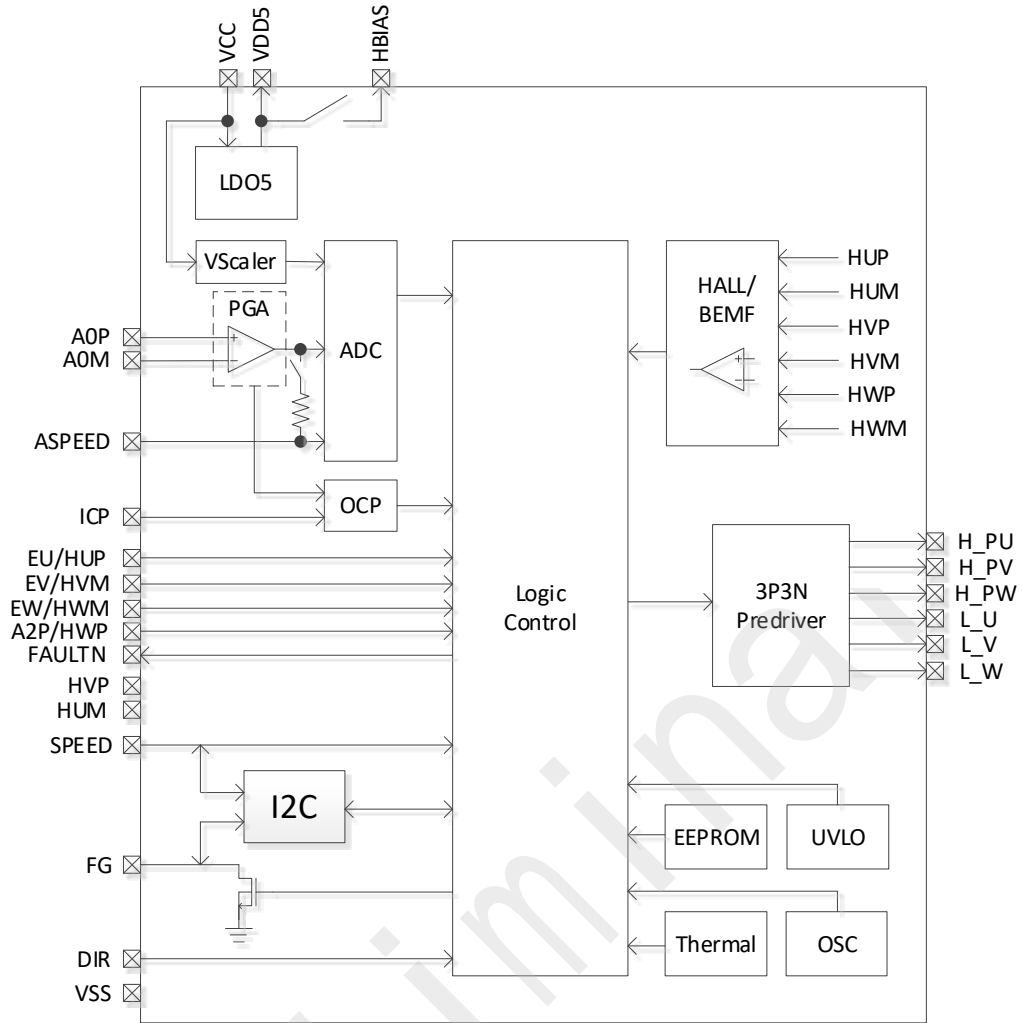 VCC
VDD5
HBIAS
LDO5
VScaler
PGA
ADC
A0P
A0M
ASPEED
OCP
ICP
EU/HUP
EV/HVM
EW/HWM
A2P/HWP
FAULTN
HVP
HUM
SPEED
I2C
FG
DIR
VSS
Logic
Control
HALL/
BEMF
HUP
HUM
HVP
HVM
HWP
HWM
3P3N
Predriver
H_PU
H_PV
H_PW
L_U
L_V
L_W
EEPROM
UVLO
Thermal
OSC